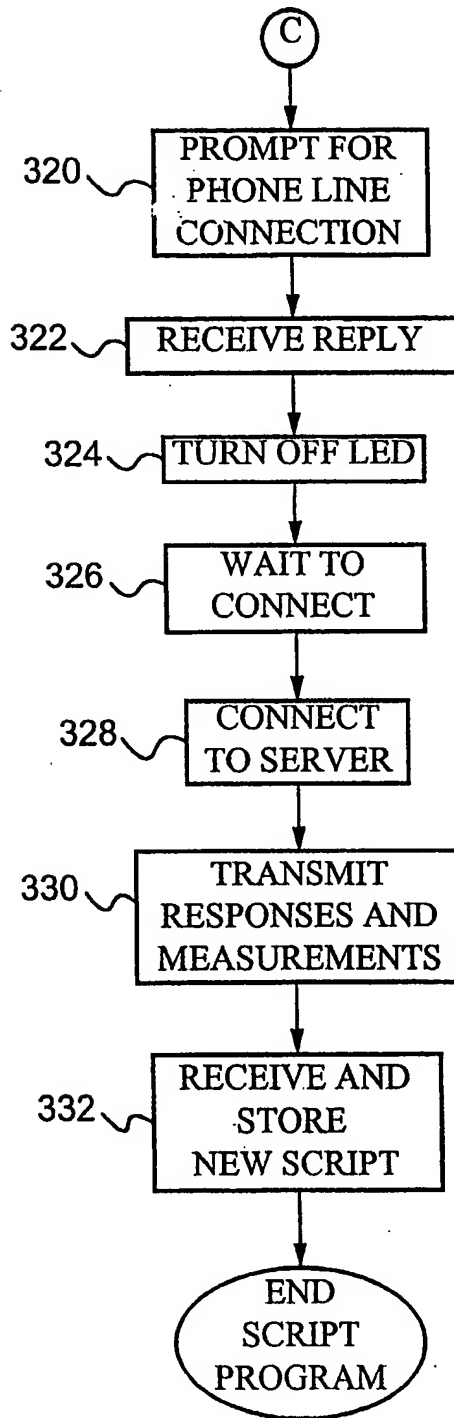 C
320
PROMPT FOR
PHONE LINE
CONNECTION
322
RECEIVE REPLY
324
TURN OFF LED
326
WAIT TO
CONNECT
328
CONNECT
TO SERVER
330
TRANSMIT
RESPONSES AND
MEASUREMENTS
332
RECEIVE AND
STORE
NEW SCRIPT
END
SCRIPT
PROGRAM